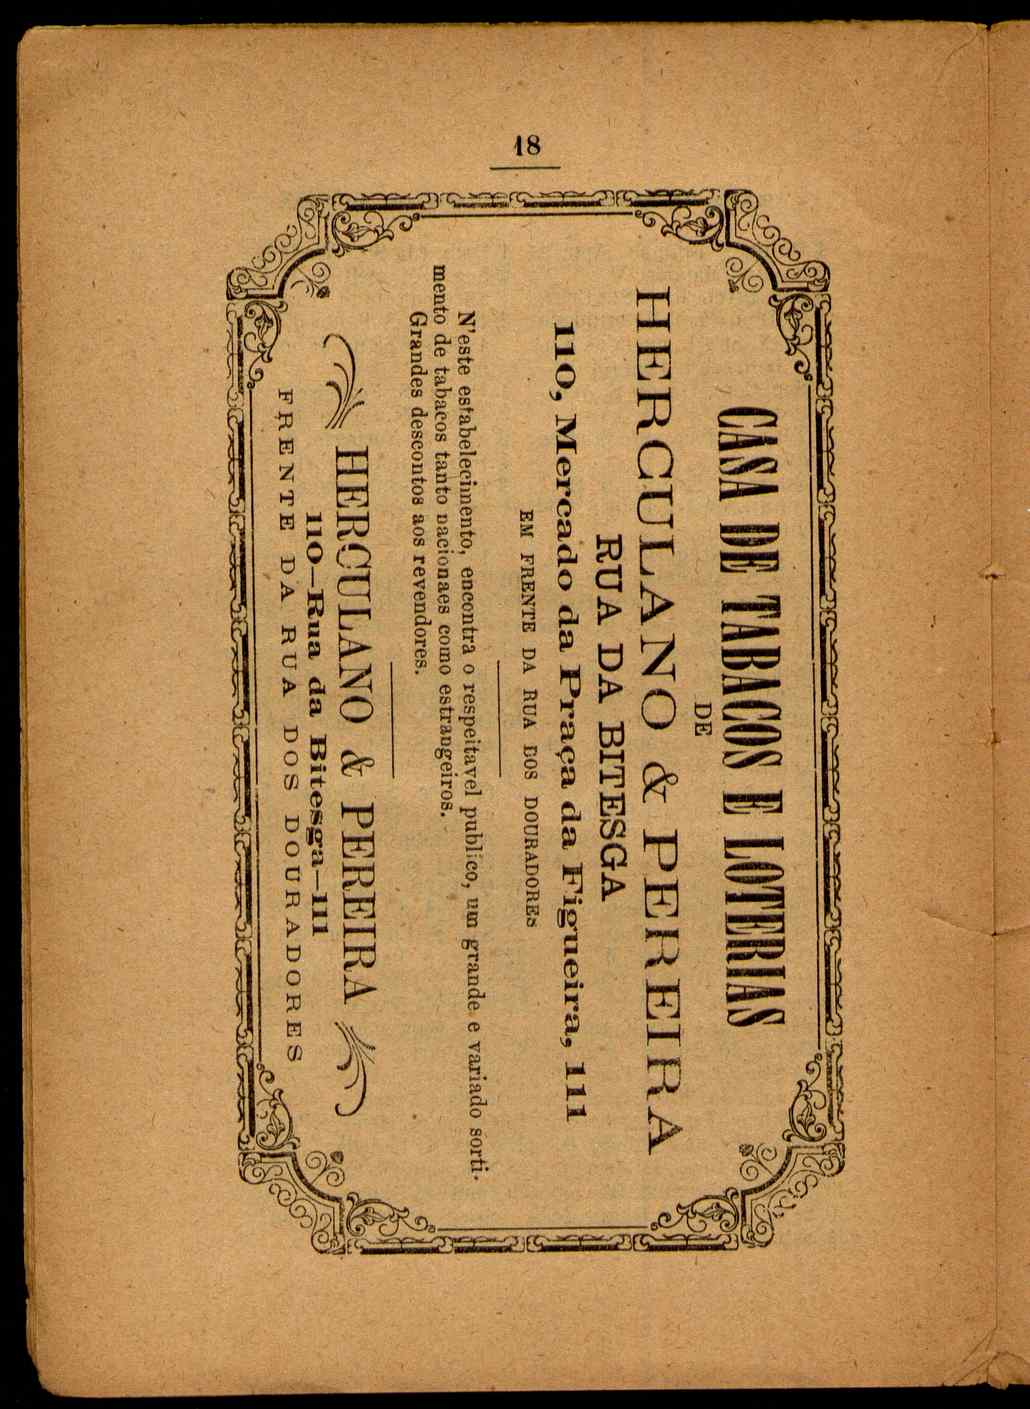 18
CASA DE TABACOS E LOTERIAS
DE
HERCULANO & PEREIRA
RUA DA BITESGA
110, Mercado da Praça da Figueira, 111
EM FRENTE DA RUA DOS DOURADORES
N'este estabelecimento, encontra o respeitavel publico, um grande e variado sorti-
mento de tabacos tanto nacionaes como estrangeiros.
Grandes descontos aos revendores.
HERCULANO & PEREIRA
110—Rua da Bitesga—111
FRENTE DA RUA DOS DOURADORES